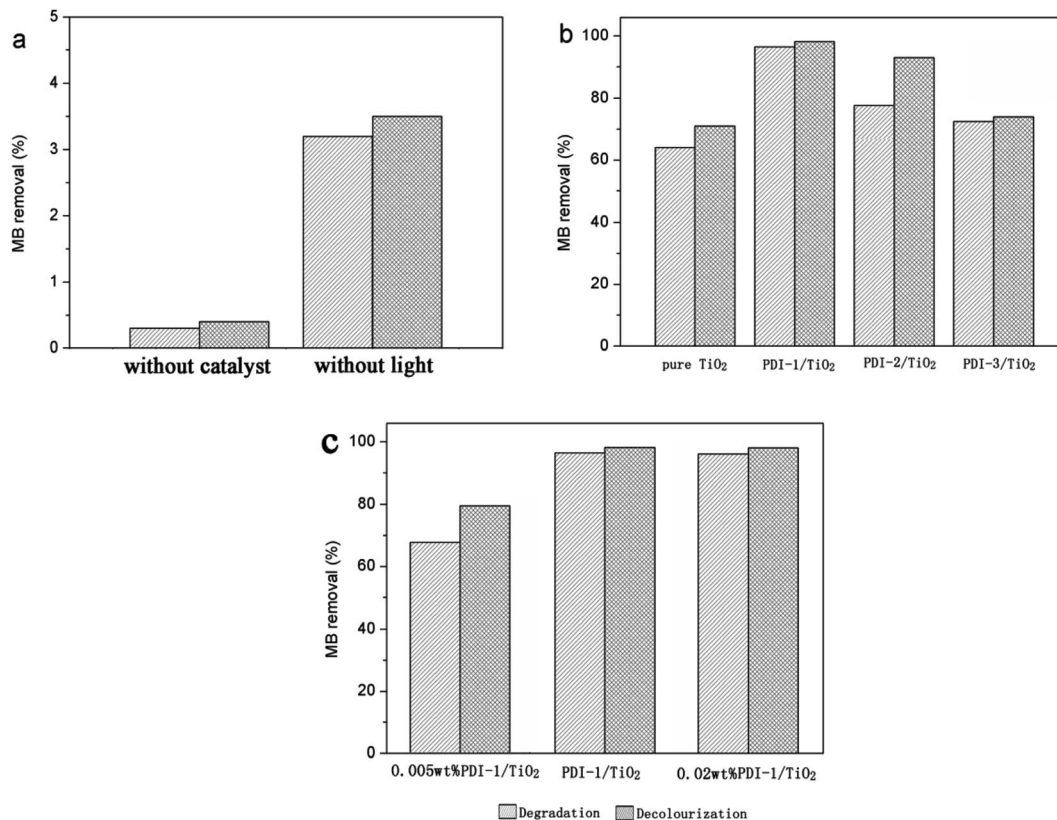 a
MB removal (%)
5
4
3
2
1
0
without catalyst without light
b
MB removal (%)
100
80
60
40
20
0
pure TiO₂ PDI-1/TiO₂ PDI-2/TiO₂ PDI-3/TiO₂
c
MB removal (%)
100
80
60
40
20
0
0.005wt%PDI-1/TiO₂ PDI-1/TiO₂ 0.02wt%PDI-1/TiO₂
Degradation Decolourization